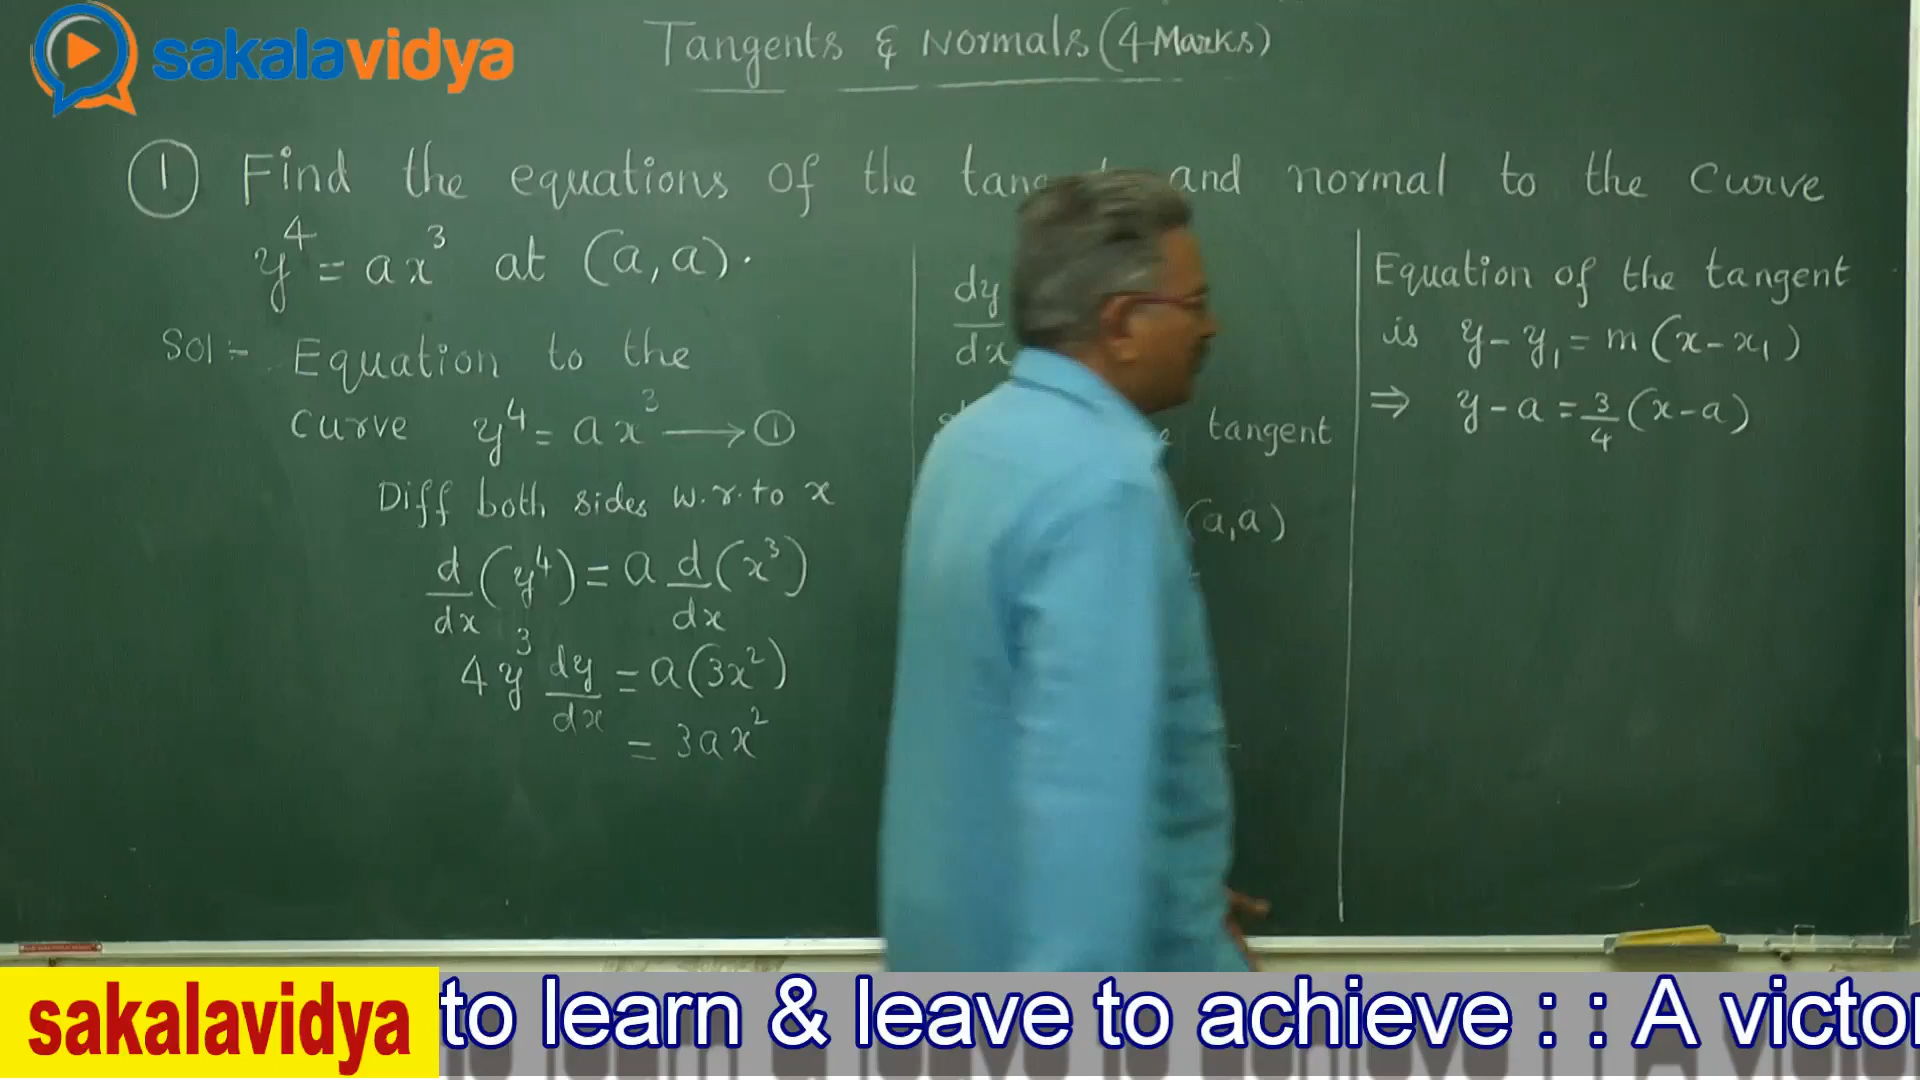 sakalavidya
Tangents & Normals (4 Marks)
① Find the equations of the and normal to the curve
y⁴ = ax³ at (a, a).
Sol :- Equation to the
curve y⁴ = ax³ → ①
Diff both sides w.r.to x
d/dx (y⁴) = a d/dx (x³)
4y³ dy/dx = a(3x²)
= 3ax²
dy/dx
tangent
(a,a)
Equation of the tangent
is y - y₁ = m (x - x₁)
⇒ y - a = 3/4 (x - a)
sakalavidya to learn & leave to achieve : : A victor